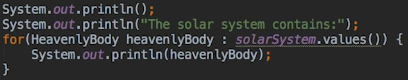 System.out.println();
System.out.println("The solar system contains:");
for(HeavenlyBody heavenlyBody : solarSystem.values()) {
    System.out.println(heavenlyBody);
}